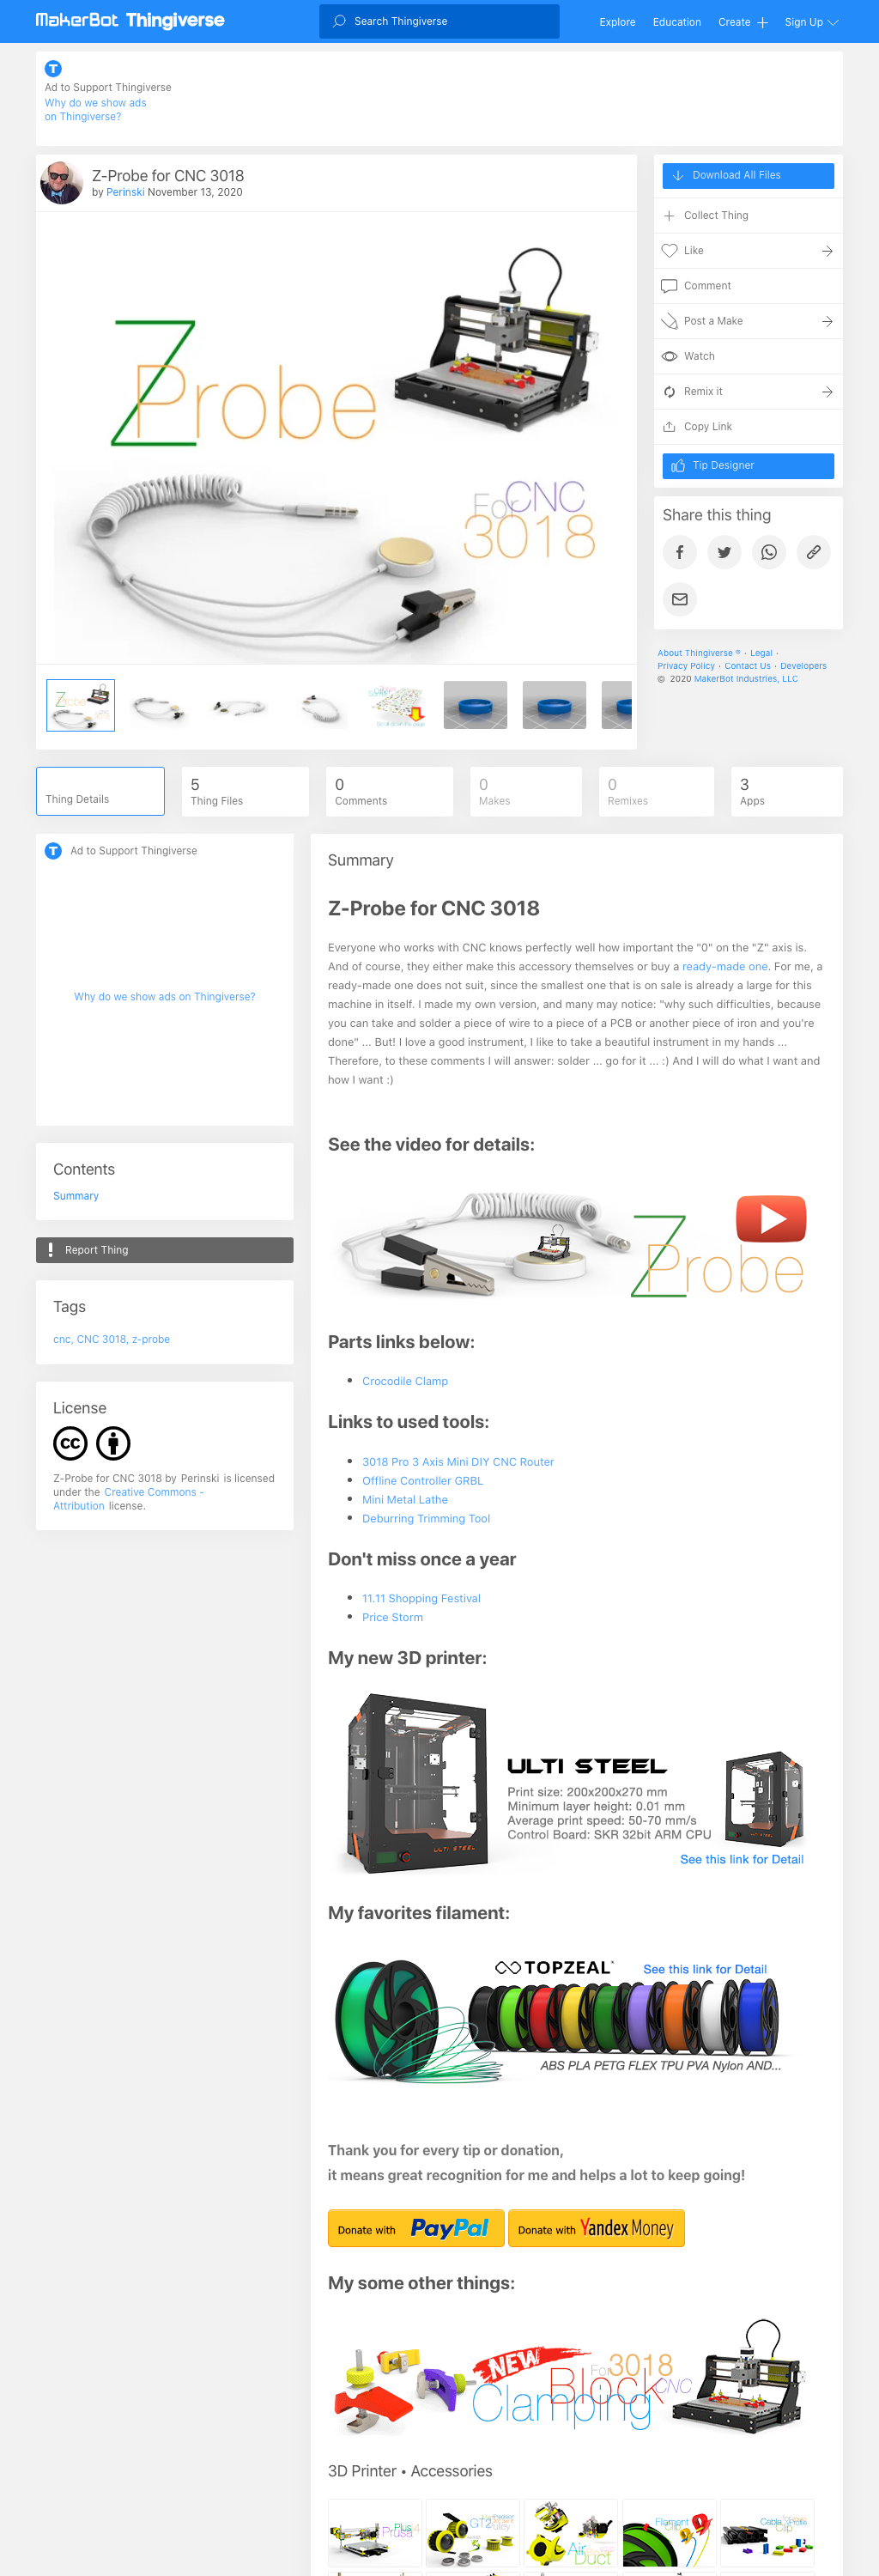 MakerBot Thingiverse
Search Thingiverse
Explore
Education
Create
Sign Up
Ad to Support Thingiverse
Why do we show ads
on Thingiverse?
Z-Probe for CNC 3018
by Perinski November 13, 2020
Z Probe
For CNC
3018
Download All Files
Collect Thing
Like
Comment
Post a Make
Watch
Remix it
Copy Link
Tip Designer
Share this thing
About Thingiverse ® · Legal ·
Privacy Policy · Contact Us · Developers
© 2020 MakerBot Industries, LLC
Thing Details
5
Thing Files
0
Comments
0
Makes
0
Remixes
3
Apps
Ad to Support Thingiverse
Why do we show ads on Thingiverse?
Contents
Summary
Report Thing
Tags
cnc, CNC 3018, z-probe
License
Z-Probe for CNC 3018 by Perinski is licensed
under the Creative Commons -
Attribution license.
Summary
Z-Probe for CNC 3018
Everyone who works with CNC knows perfectly well how important the "0" on the "Z" axis is.
And of course, they either make this accessory themselves or buy a ready-made one. For me, a
ready-made one does not suit, since the smallest one that is on sale is already a large for this
machine in itself. I made my own version, and many may notice: "why such difficulties, because
you can take and solder a piece of wire to a piece of a PCB or another piece of iron and you're
done" ... But! I love a good instrument, I like to take a beautiful instrument in my hands ...
Therefore, to these comments I will answer: solder ... go for it ... :) And I will do what I want and
how I want :)
See the video for details:
Z Probe
Parts links below:
Crocodile Clamp
Links to used tools:
3018 Pro 3 Axis Mini DIY CNC Router
Offline Controller GRBL
Mini Metal Lathe
Deburring Trimming Tool
Don't miss once a year
11.11 Shopping Festival
Price Storm
My new 3D printer:
ULTI STEEL
Print size: 200x200x270 mm
Minimum layer height: 0.01 mm
Average print speed: 50-70 mm/s
Control Board: SKR 32bit ARM CPU
See this link for Detail
ULTI STEEL
My favorites filament:
TOPZEAL
See this link for Detail
ABS PLA PETG FLEX TPU PVA Nylon AND...
Thank you for every tip or donation,
it means great recognition for me and helps a lot to keep going!
Donate with PayPal
Donate with Yandex Money
My some other things:
NEW
For 3018
Block CNC
Clamping
3D Printer • Accessories
Plus
Prusa
GT2
Air
Duct
Filament
Clip
Cable
Clip